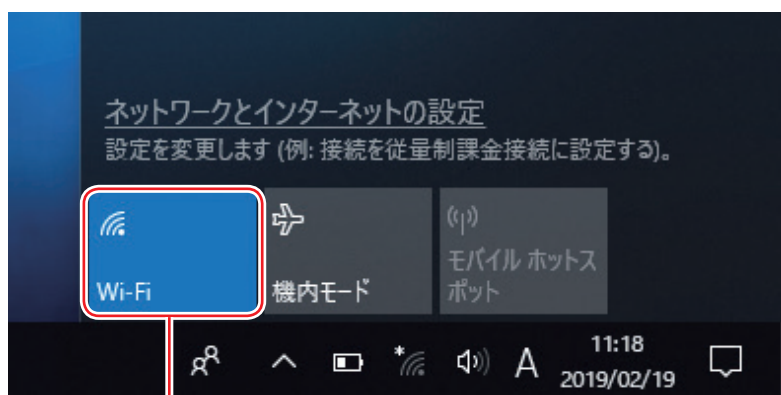 ネットワークとインターネットの設定
設定を変更します (例: 接続を従量制課金接続に設定する)。
Wi-Fi
機内モード
モバイル ホットス
ポット
A
11:18
2019/02/19